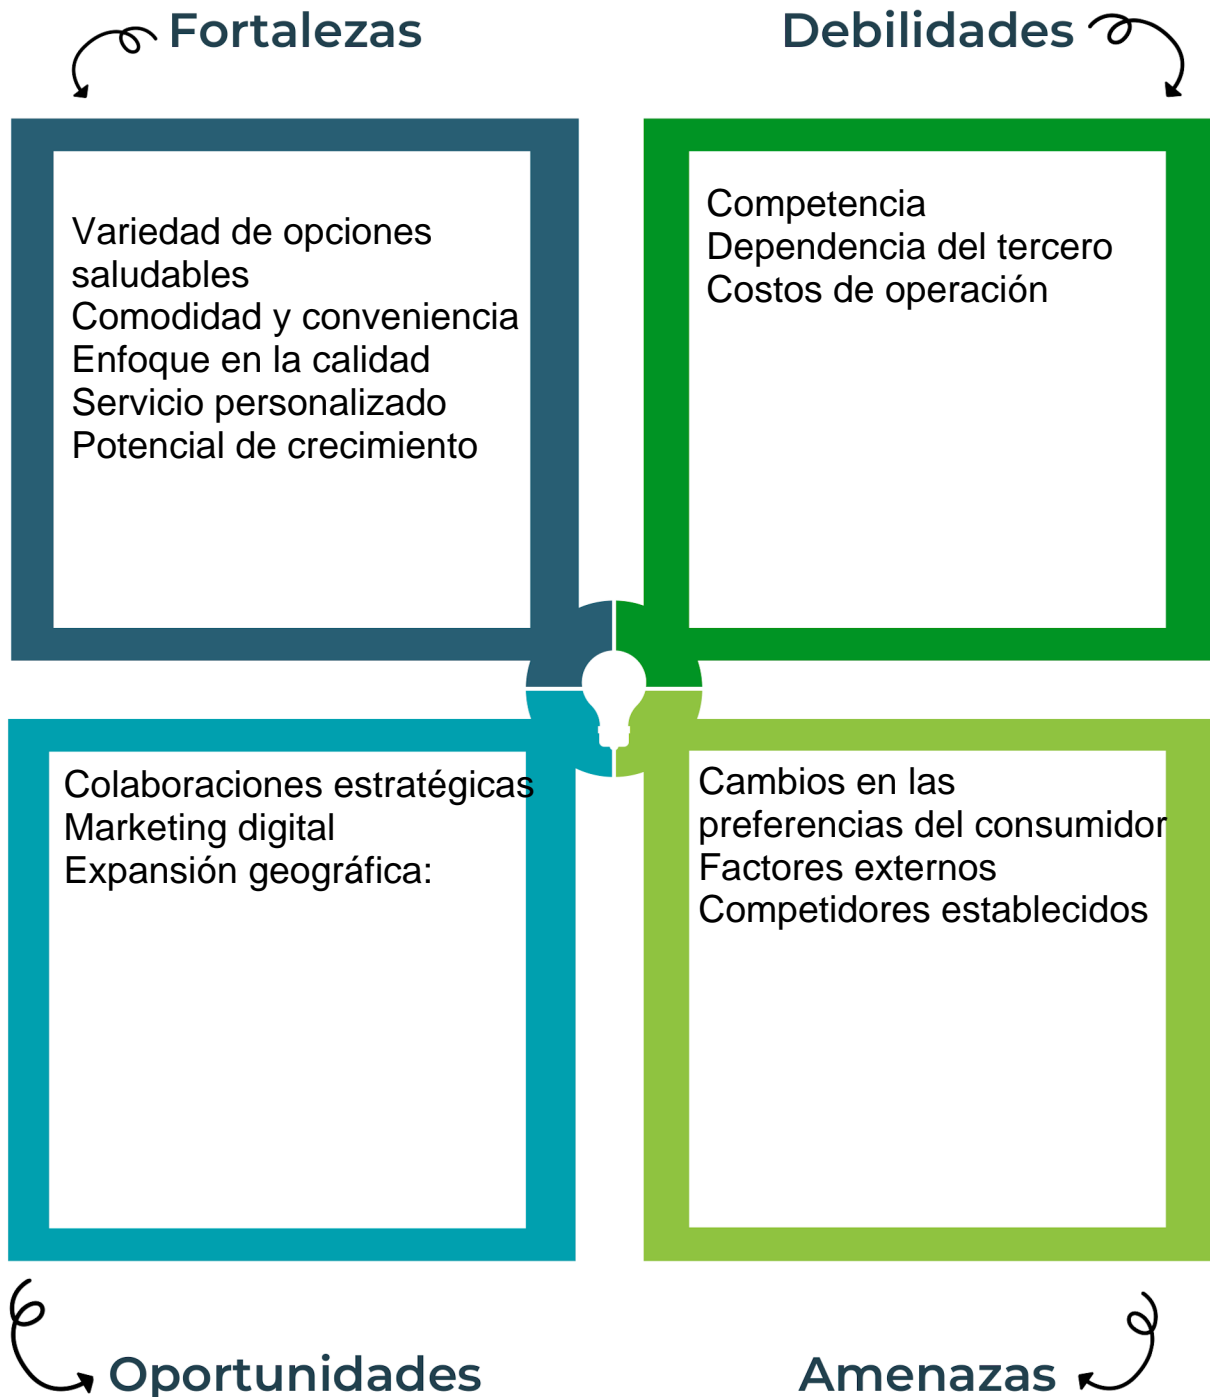 Fortalezas
Debilidades
Variedad de opciones
saludables
Comodidad y conveniencia
Enfoque en la calidad
Servicio personalizado
Potencial de crecimiento
Competencia
Dependencia del tercero
Costos de operación
Colaboraciones estratégicas
Marketing digital
Expansión geográfica:
Cambios en las
preferencias del consumidor
Factores externos
Competidores establecidos
Oportunidades
Amenazas